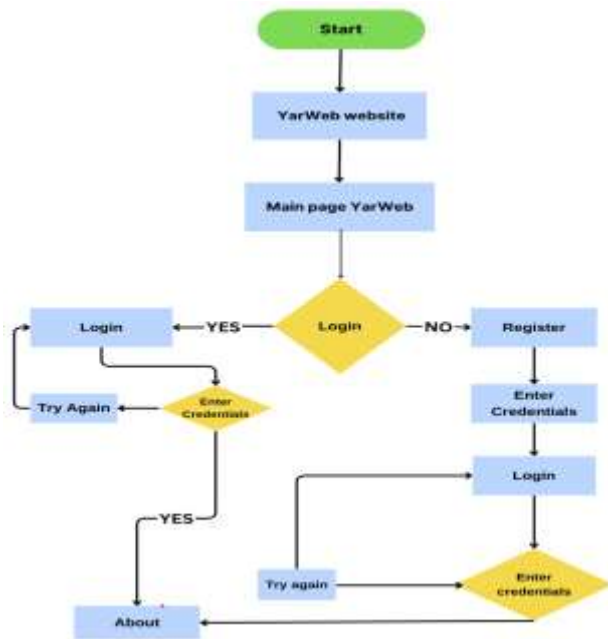 Start
YarWeb website
Main page YarWeb
Login
YES
Login
NO
Register
Try Again
Enter
Credentials
Enter
Credentials
Login
YES
Try again
Enter
credentials
About